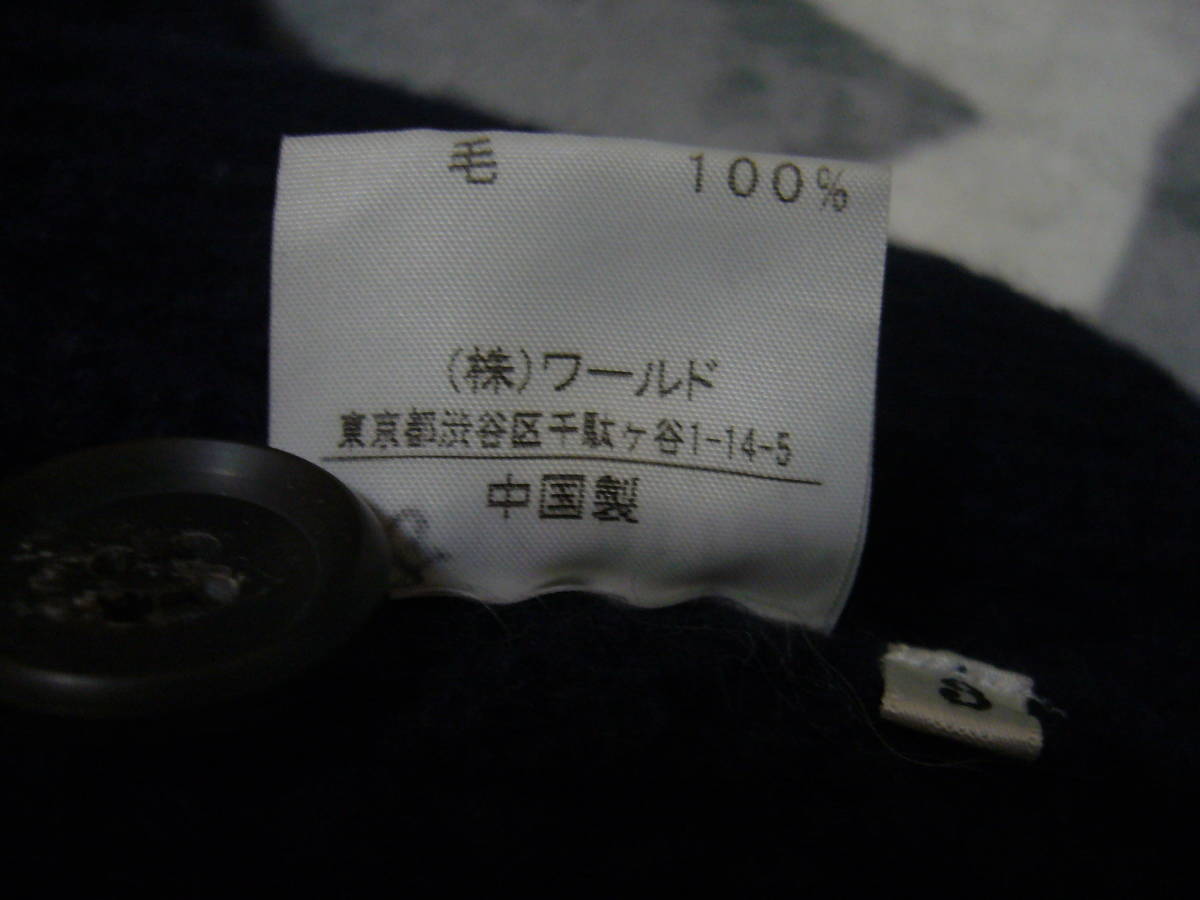 毛 100%
(株)ワールド
東京都渋谷区千駄ヶ谷1-14-5
中国製